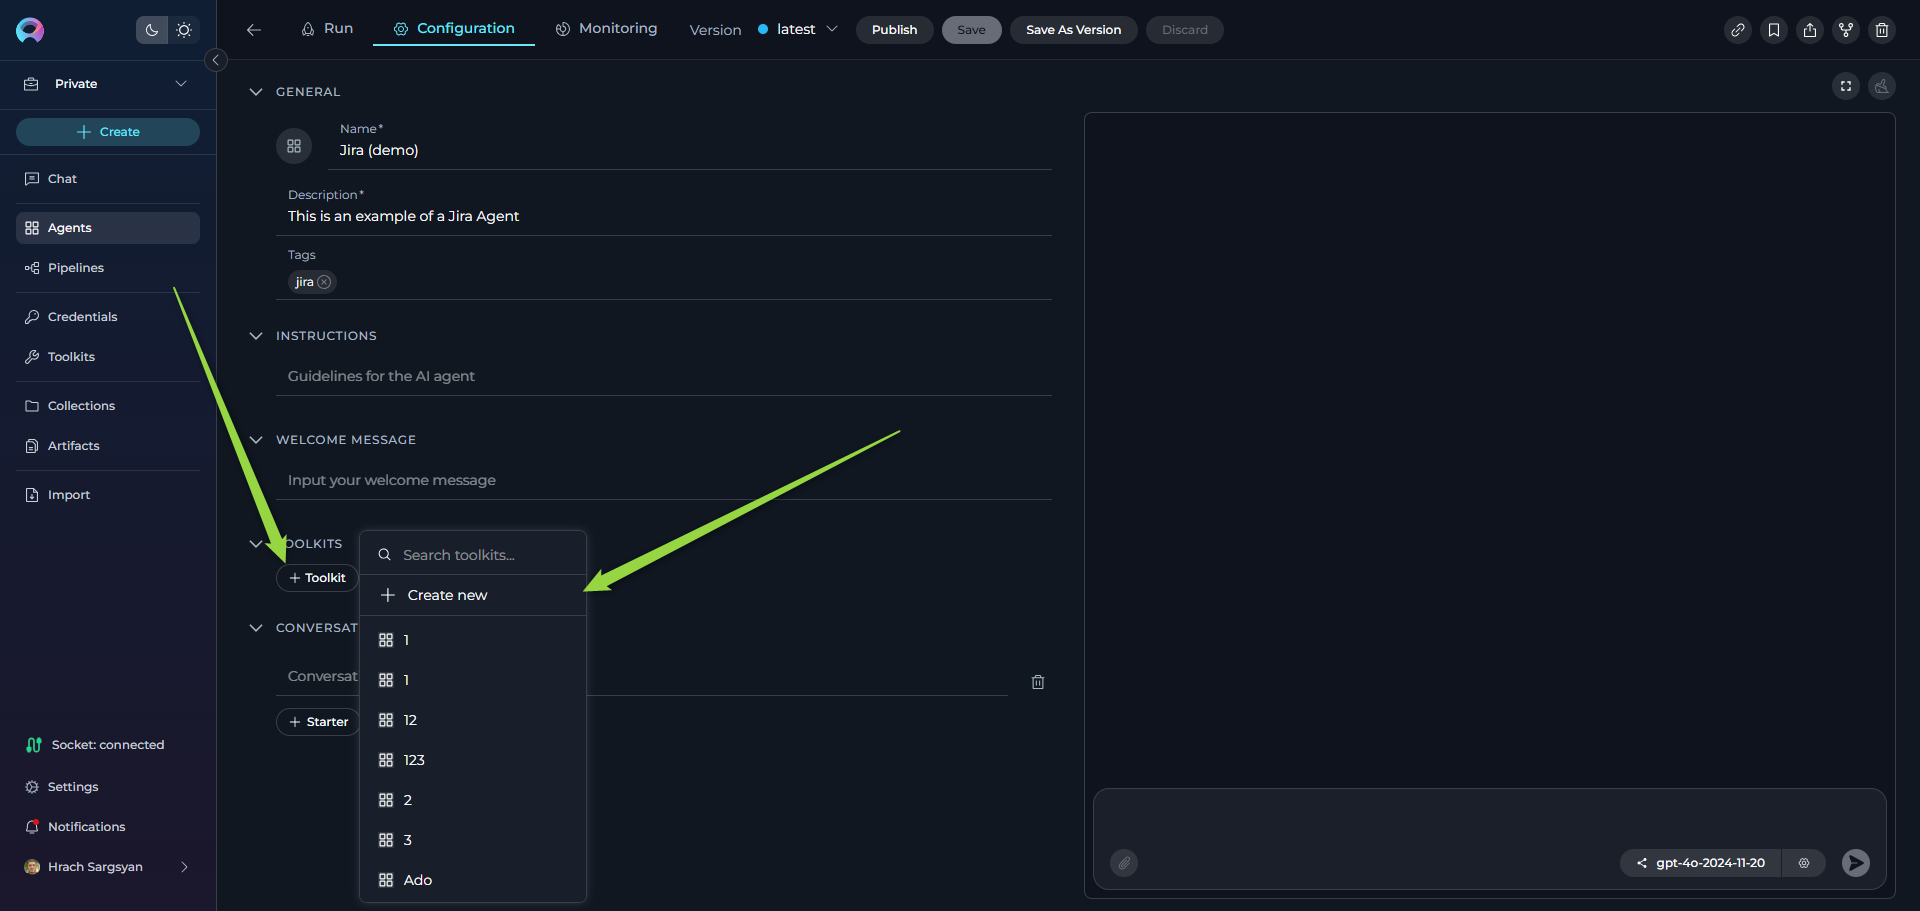 Run
Configuration
Monitoring
Version
latest
Publish
Save
Save As Version
Discard
Private
Create
Chat
Agents
Pipelines
Credentials
Toolkits
Collections
Artifacts
Import
Socket: connected
Settings
Notifications
Hrach Sargsyan
GENERAL
Name*
Jira (demo)
Description*
This is an example of a Jira Agent
Tags
jira
INSTRUCTIONS
Guidelines for the AI agent
WELCOME MESSAGE
Input your welcome message
OOLKITS
Toolkit
Search toolkits...
Create new
1
1
12
123
2
3
Ado
CONVERSAT
Conversat
Starter
gpt-4o-2024-11-20